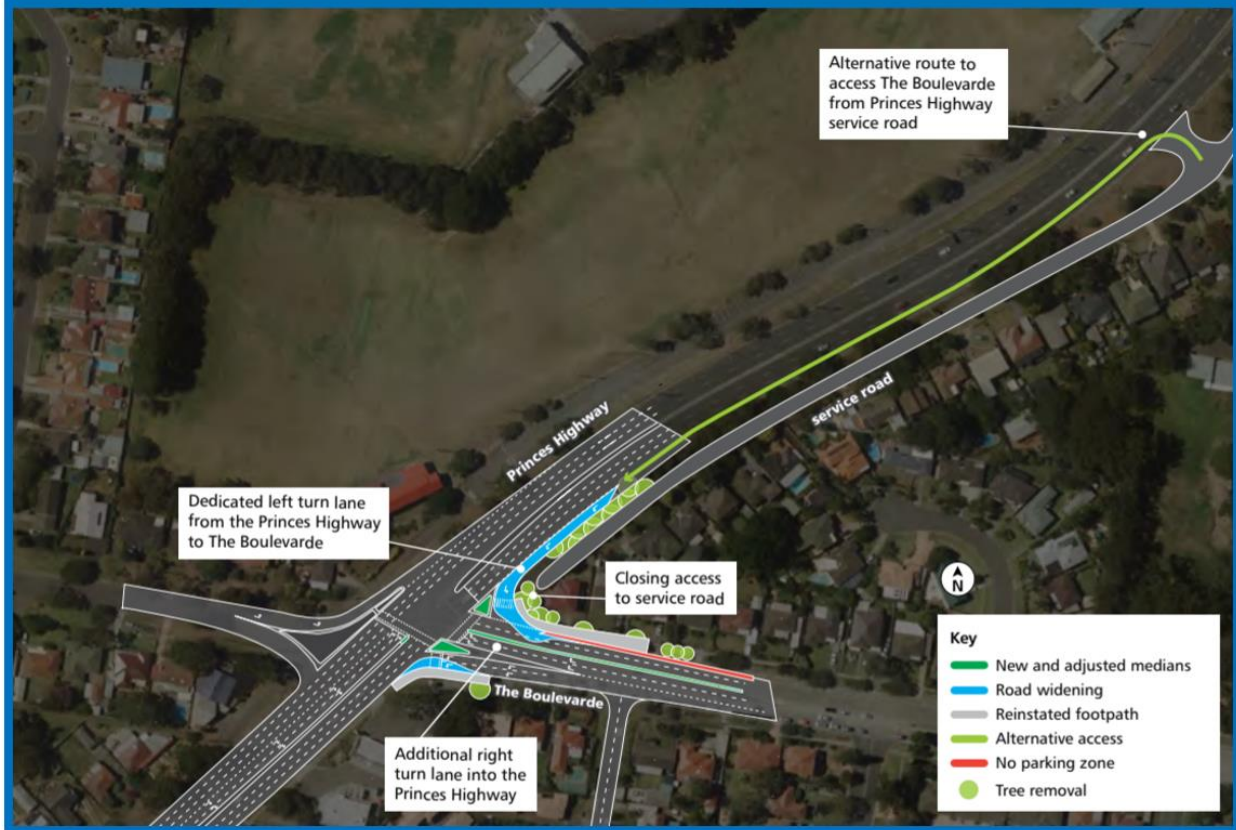 Alternative route to
access The Boulevarde
from Princes Highway
service road
Princes Highway
service road
Dedicated left turn lane
from the Princes Highway
to The Boulevarde
Closing access
to service road
N
The Boulevarde
Additional right
turn lane into the
Princes Highway
Key
New and adjusted medians
Road widening
Reinstated footpath
Alternative access
No parking zone
Tree removal